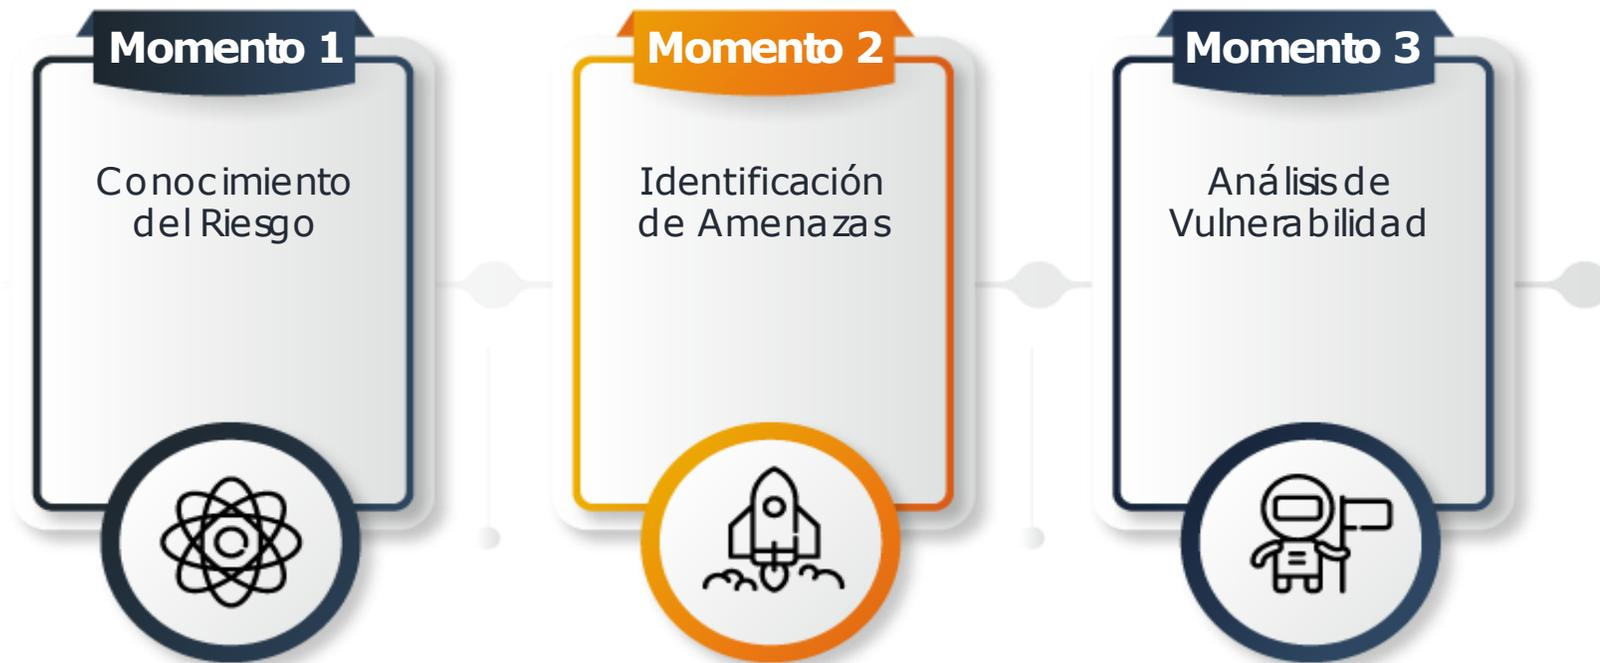 Momento 1
Conocimiento
del Riesgo
Momento 2
Identificación
de Amenazas
Momento 3
Análisis de
Vulnerabilidad